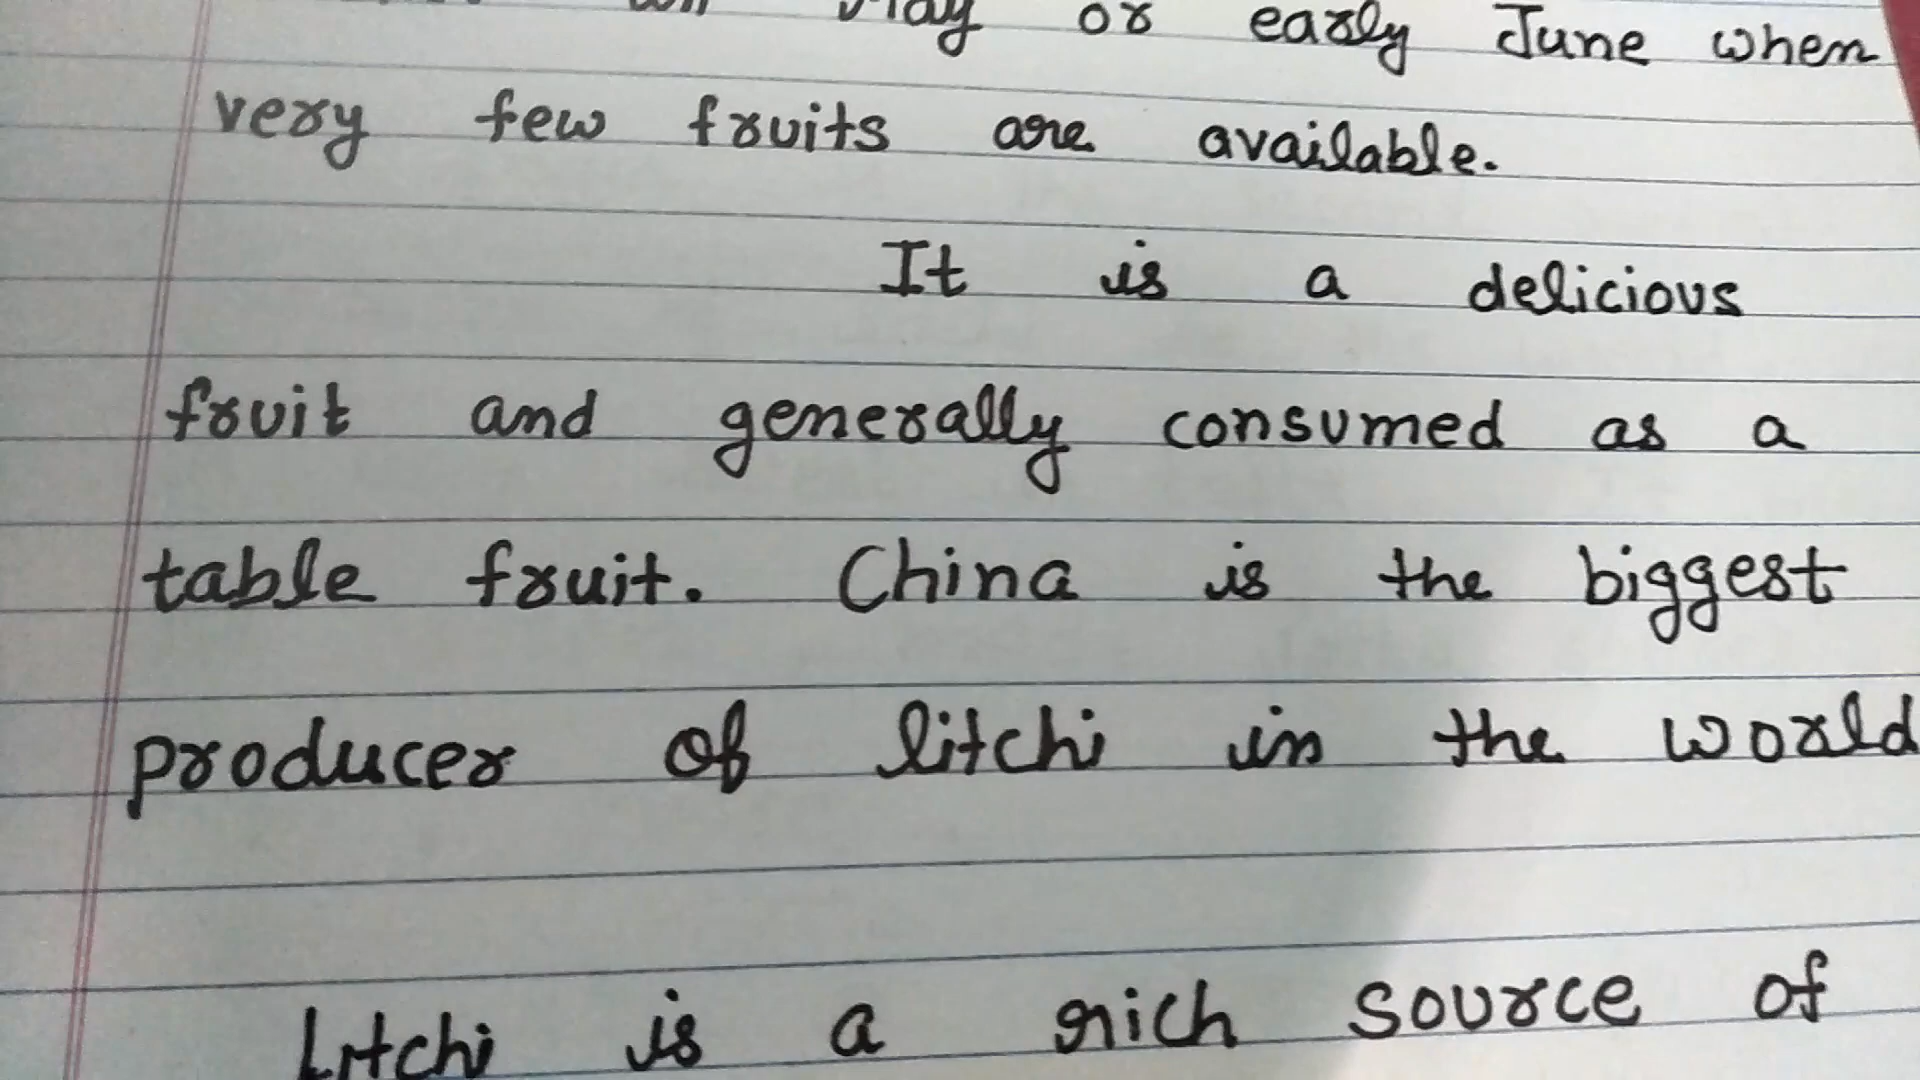 May or early June when
very few fruits are available.
It is a delicious
fruit and generally consumed as a
table fruit. China is the biggest
producer of litchi in the world
Litchi is a rich source of